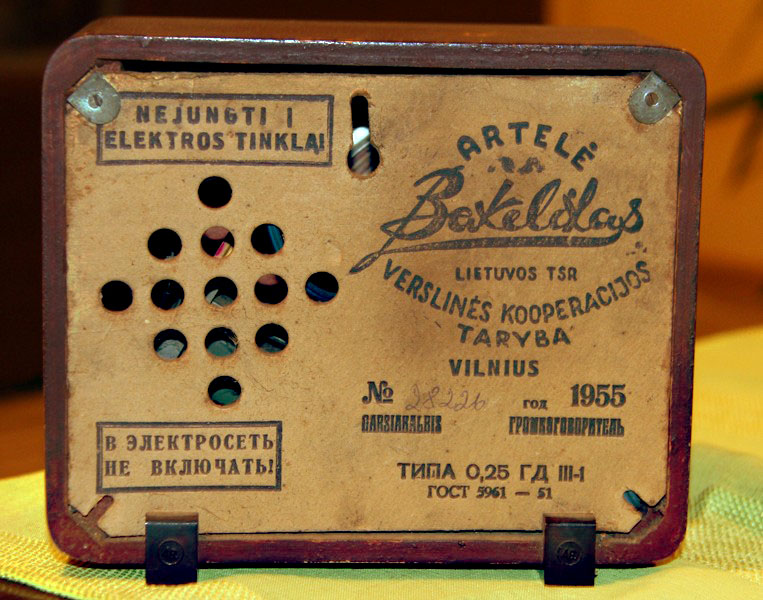 NEJUNGTI I
ELEKTROS TINKLĄ!
ARTELĖ
Bakelitas
LIETUVOS TSR
VERSLINĖS KOOPERACIJOS
TARYBA
VILNIUS
№ 28226 год 1955
GARSIAKALBIS ГРОМКОГОВОРИТЕЛЬ
В ЭЛЕКТРОСЕТЬ
НЕ ВКЛЮЧАТЬ!
ТИПА 0,25 ГД III-1
ГОСТ 5961 — 51